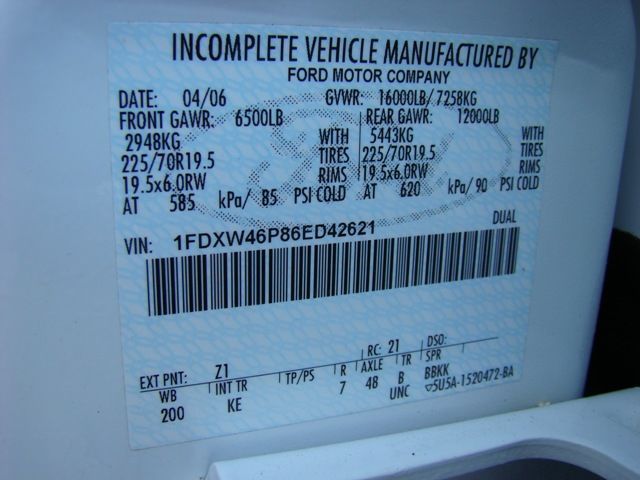 INCOMPLETE VEHICLE MANUFACTURED BY
FORD MOTOR COMPANY
DATE: 04/06 GVWR: 16000LB/ 7258KG
FRONT GAWR: 6500LB REAR GAWR: 12000LB
2948KG WITH 5443KG WITH
225/70R19.5 TIRES 225/70R19.5 TIRES
19.5x6.0RW RIMS 19.5x6.0RW RIMS
AT 585 kPa/ 85 PSI COLD AT 620 kPa/ 90 PSI COLD
DUAL
VIN: 1FDXW46P86ED42621
EXT PNT: Z1 RC: 21 DSO:
WB INT TR TP/PS R AXLE TR SPR
200 KE 7 48 B BBKK
UNC ▽5U5A-1520472-BA